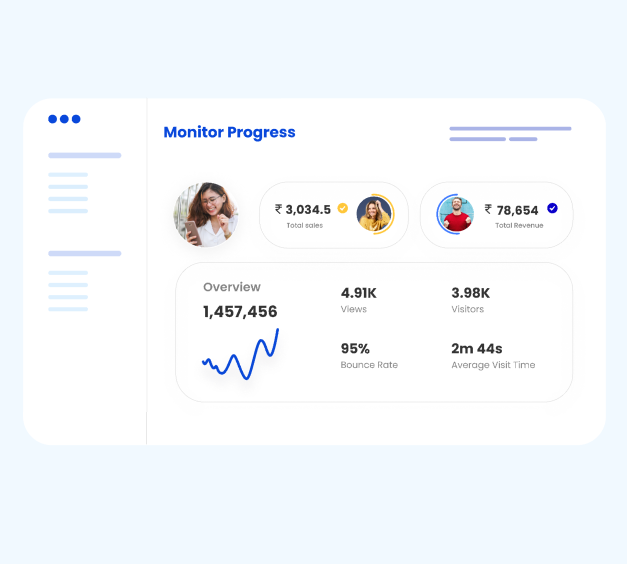 Monitor Progress
₹ 3,034.5
Total sales
₹ 78,654
Total Revenue
Overview
1,457,456
4.91K
Views
3.98K
Visitors
95%
Bounce Rate
2m 44s
Average Visit Time